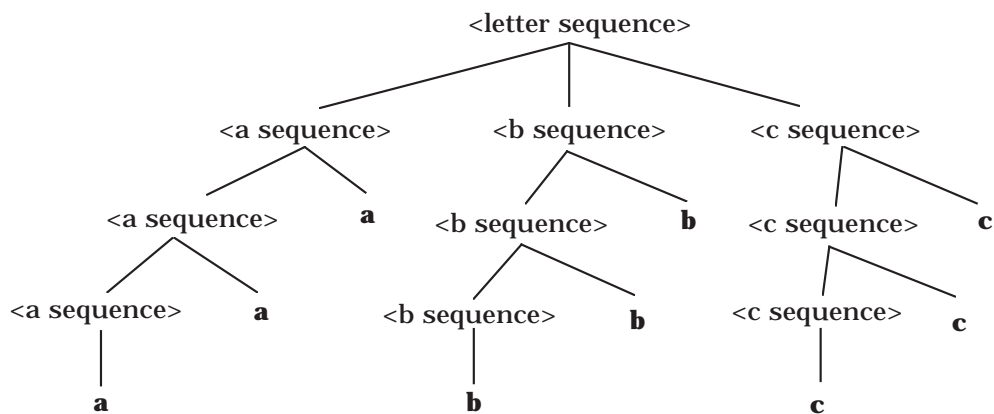 <letter sequence>
<a sequence> <b sequence> <c sequence>
<a sequence> a <b sequence> b <c sequence> c
<a sequence> a <b sequence> b <c sequence> c
a b c